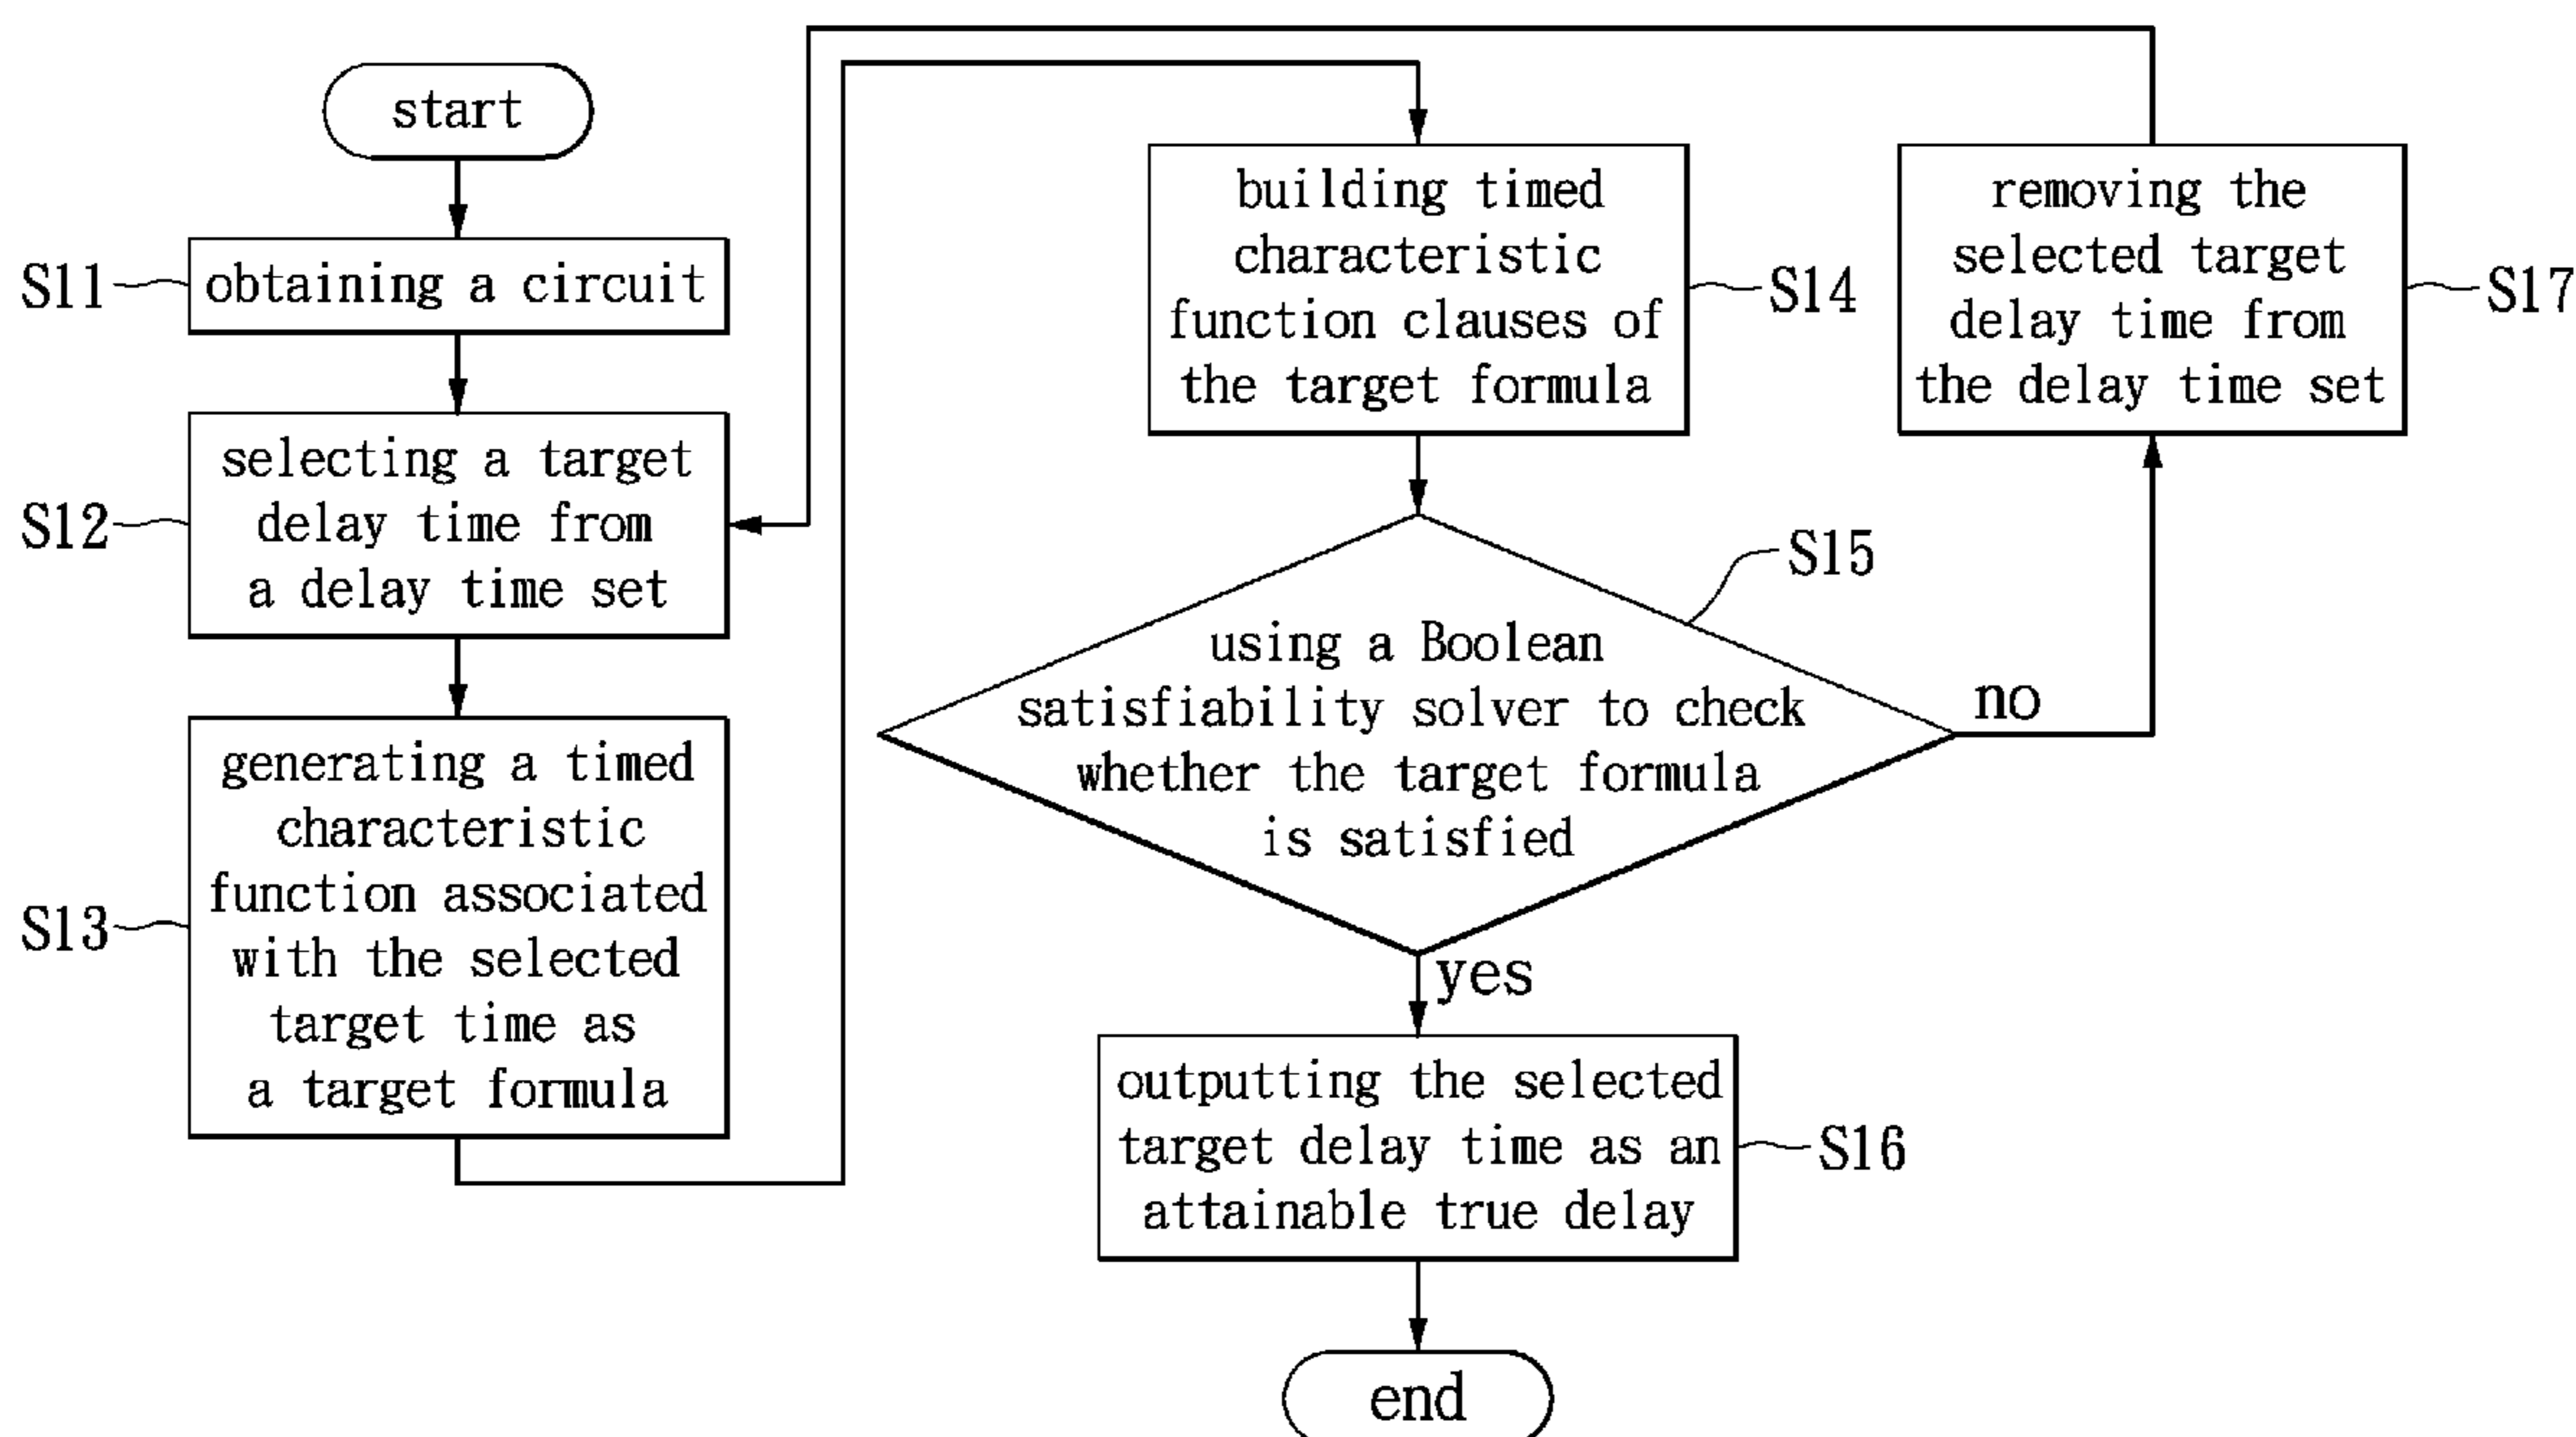 start
S11
obtaining a circuit
S12
selecting a target
delay time from
a delay time set
S13
generating a timed
characteristic
function associated
with the selected
target time as
a target formula
building timed
characteristic
function clauses of
the target formula
S14
using a Boolean
satisfiability solver to check
whether the target formula
is satisfied
S15
no
yes
removing the
selected target
delay time from
the delay time set
S17
outputting the selected
target delay time as an
attainable true delay
S16
end